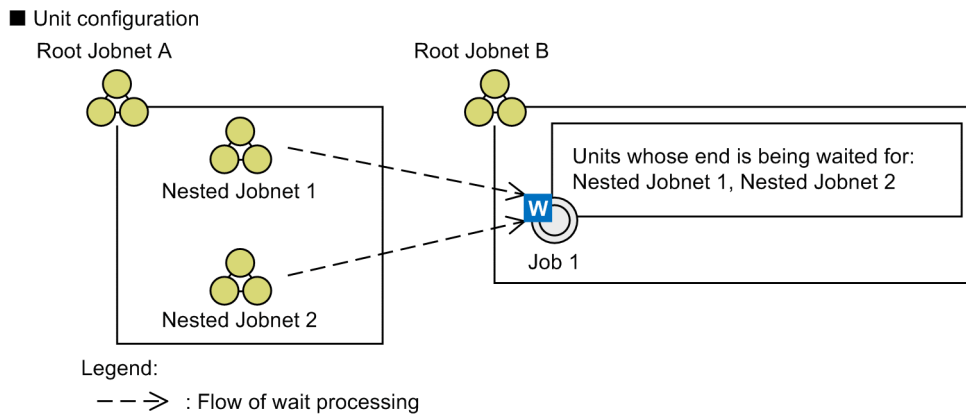 ■ Unit configuration
Root Jobnet A
Root Jobnet B
Nested Jobnet 1
Units whose end is being waited for:
Nested Jobnet 1, Nested Jobnet 2
W
Job 1
Nested Jobnet 2
Legend:
: Flow of wait processing